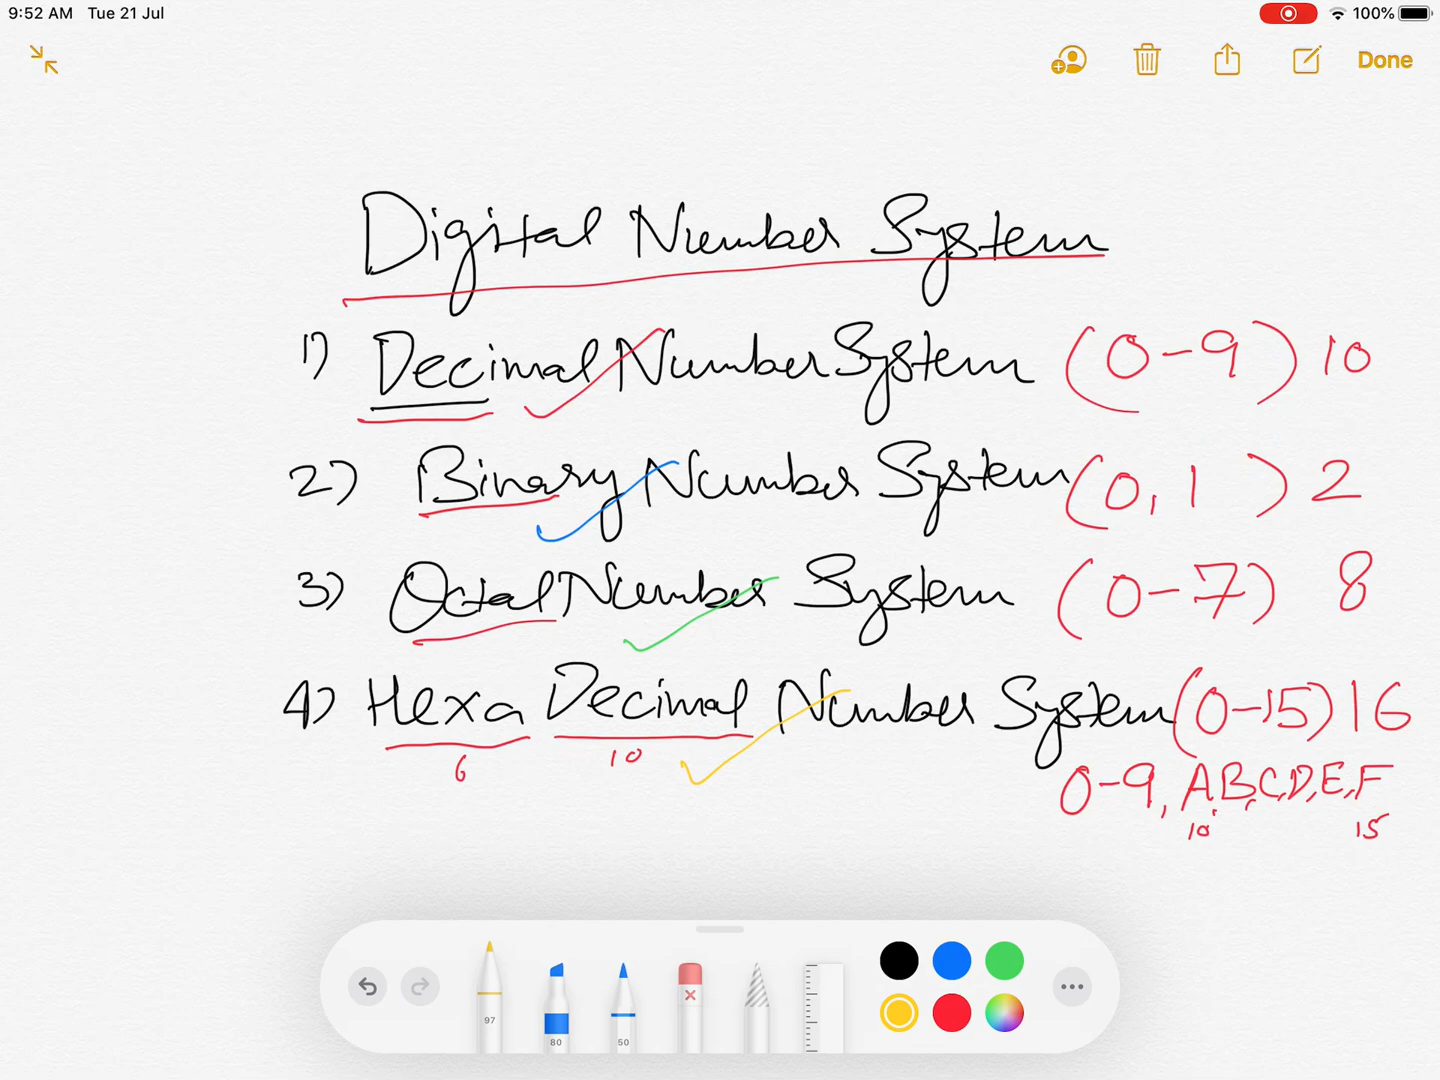 9:52 AM Tue 21 Jul 100%
Done
Digital Number System
1) Decimal Number System (0-9) 10
2) Binary Number System (0, 1 ) 2
3) Octal Number System (0-7) 8
4) Hexa Decimal Number System (0-15) 16
6 10
0-9, A, B, C, D, E, F
10 15
97 80 50